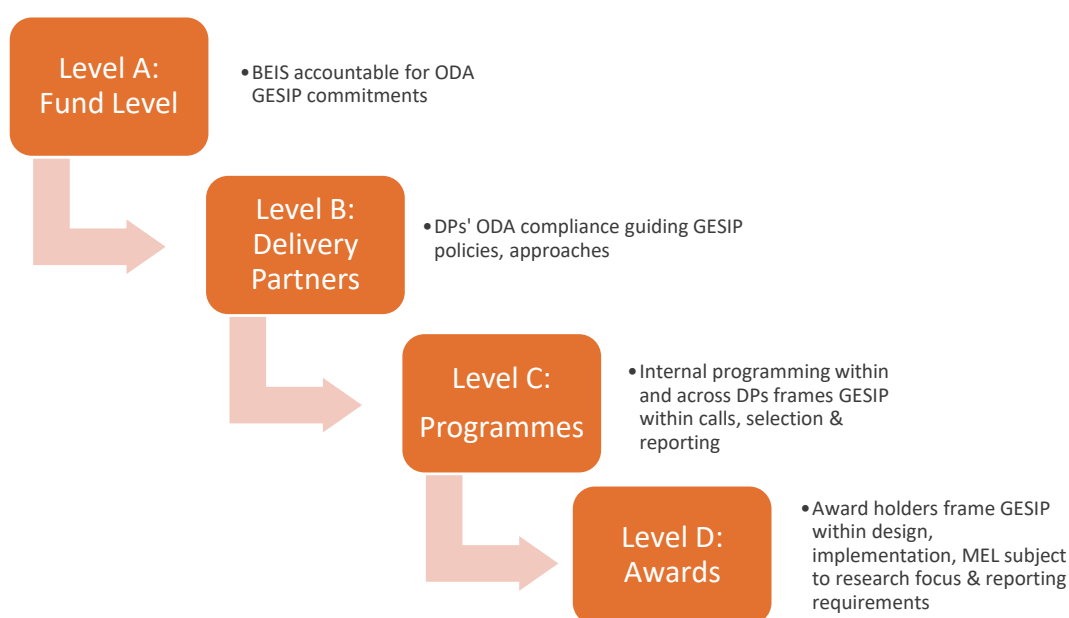 Level A:
Fund Level
•BEIS accountable for ODA
GESIP commitments
Level B:
Delivery
Partners
•DPs' ODA compliance guiding GESIP
policies, approaches
Level C:
Programmes
•Internal programming within
and across DPs frames GESIP
within calls, selection &
reporting
Level D:
Awards
•Award holders frame GESIP
within design,
implementation, MEL subject
to research focus & reporting
requirements